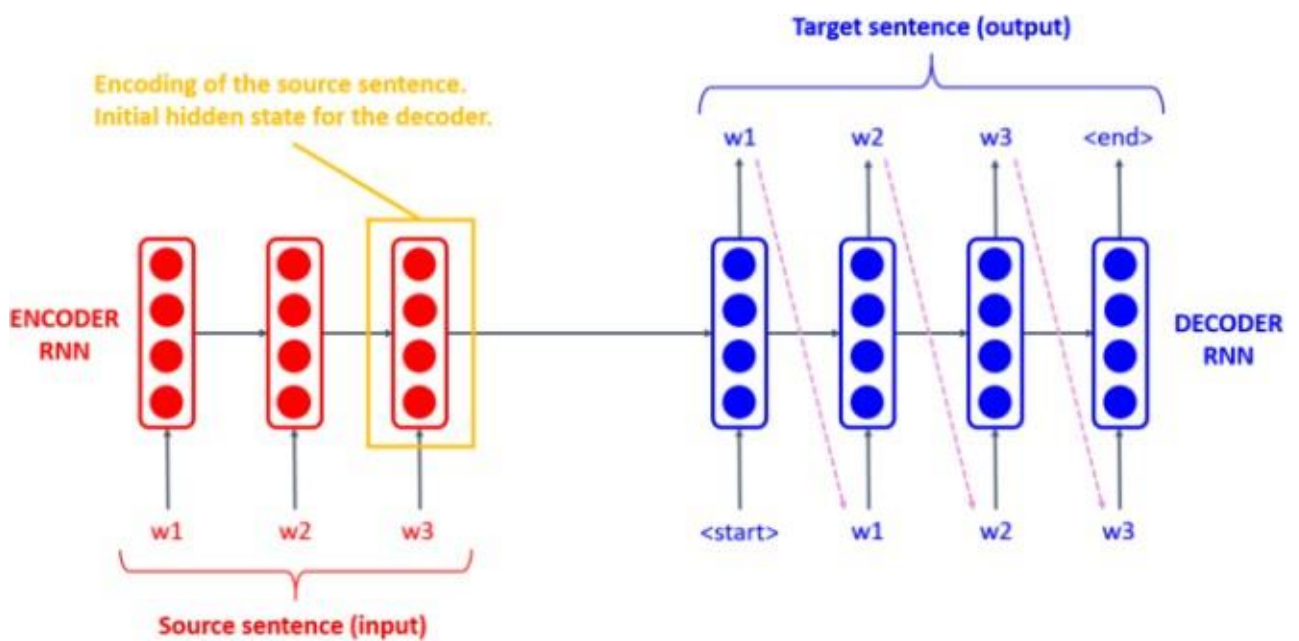 Target sentence (output)
Encoding of the source sentence.
Initial hidden state for the decoder.
w1 w2 w3 <end>
ENCODER
RNN
DECODER
RNN
w1 w2 w3
<start> w1 w2 w3
Source sentence (input)